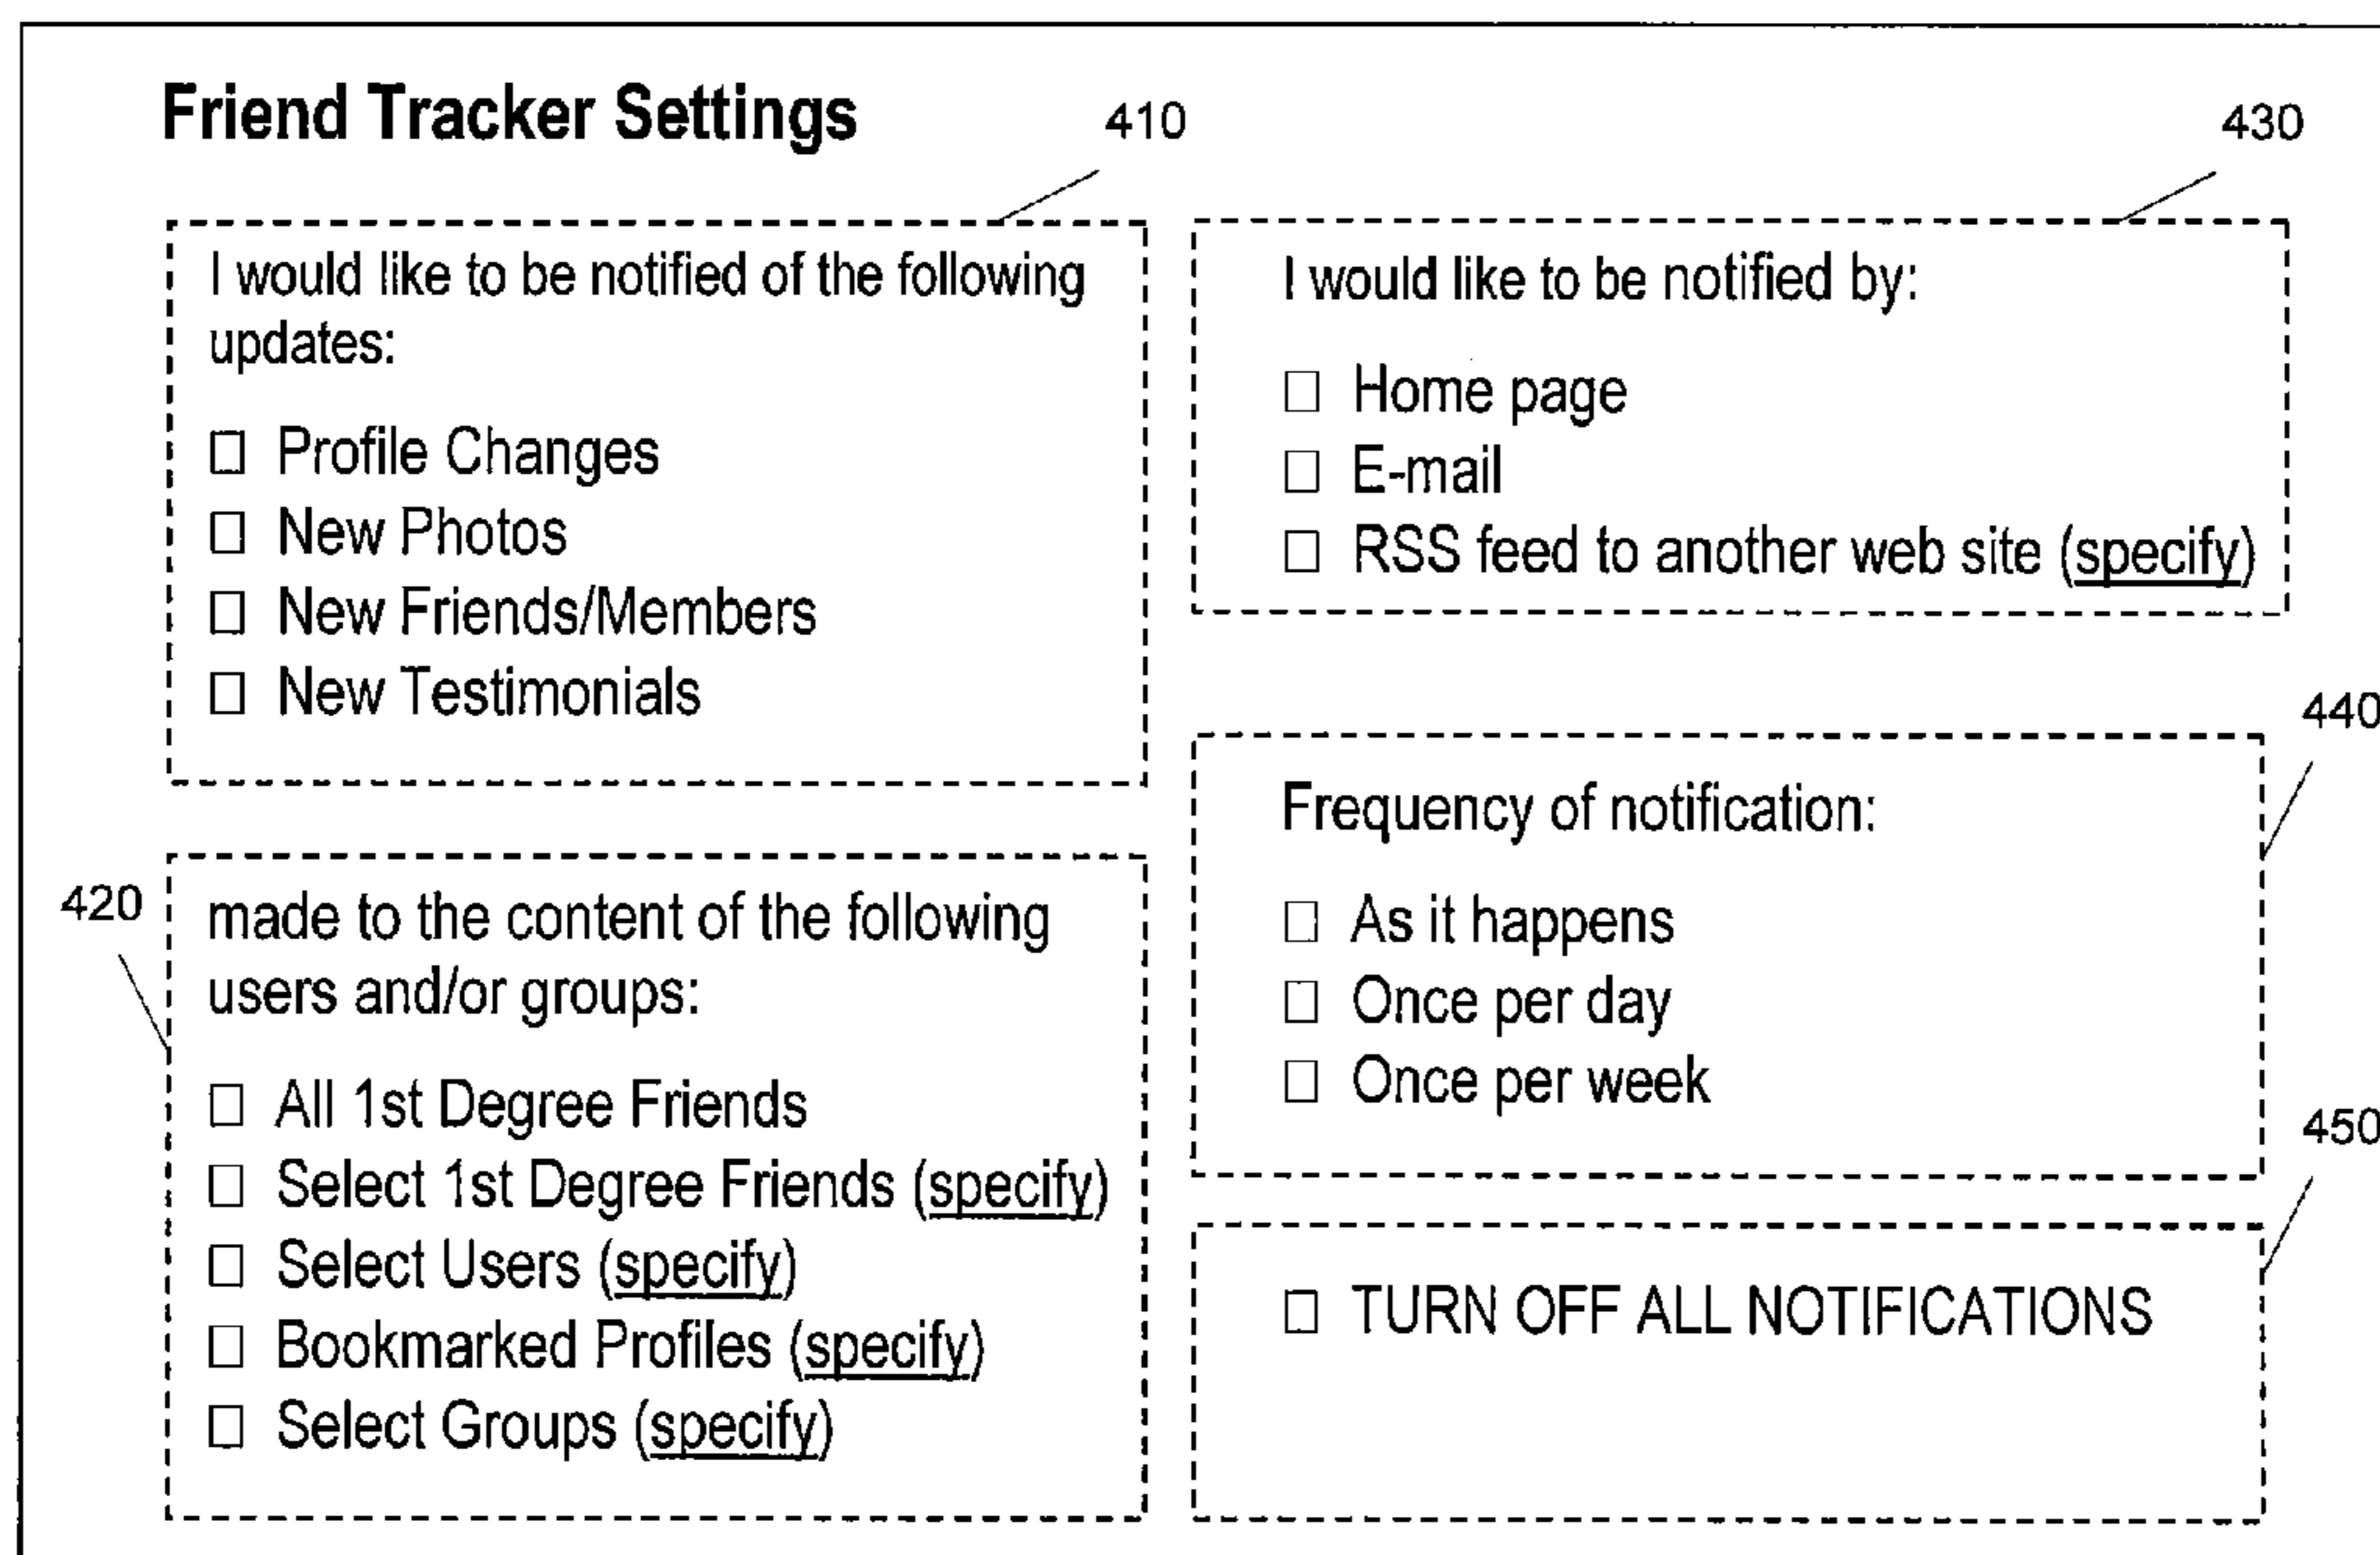 Friend Tracker Settings
410
I would like to be notified of the following
updates:
☐ Profile Changes
☐ New Photos
☐ New Friends/Members
☐ New Testimonials
420
made to the content of the following
users and/or groups:
☐ All 1st Degree Friends
☐ Select 1st Degree Friends (specify)
☐ Select Users (specify)
☐ Bookmarked Profiles (specify)
☐ Select Groups (specify)
430
I would like to be notified by:
☐ Home page
☐ E-mail
☐ RSS feed to another web site (specify)
440
Frequency of notification:
☐ As it happens
☐ Once per day
☐ Once per week
450
☐ TURN OFF ALL NOTIFICATIONS